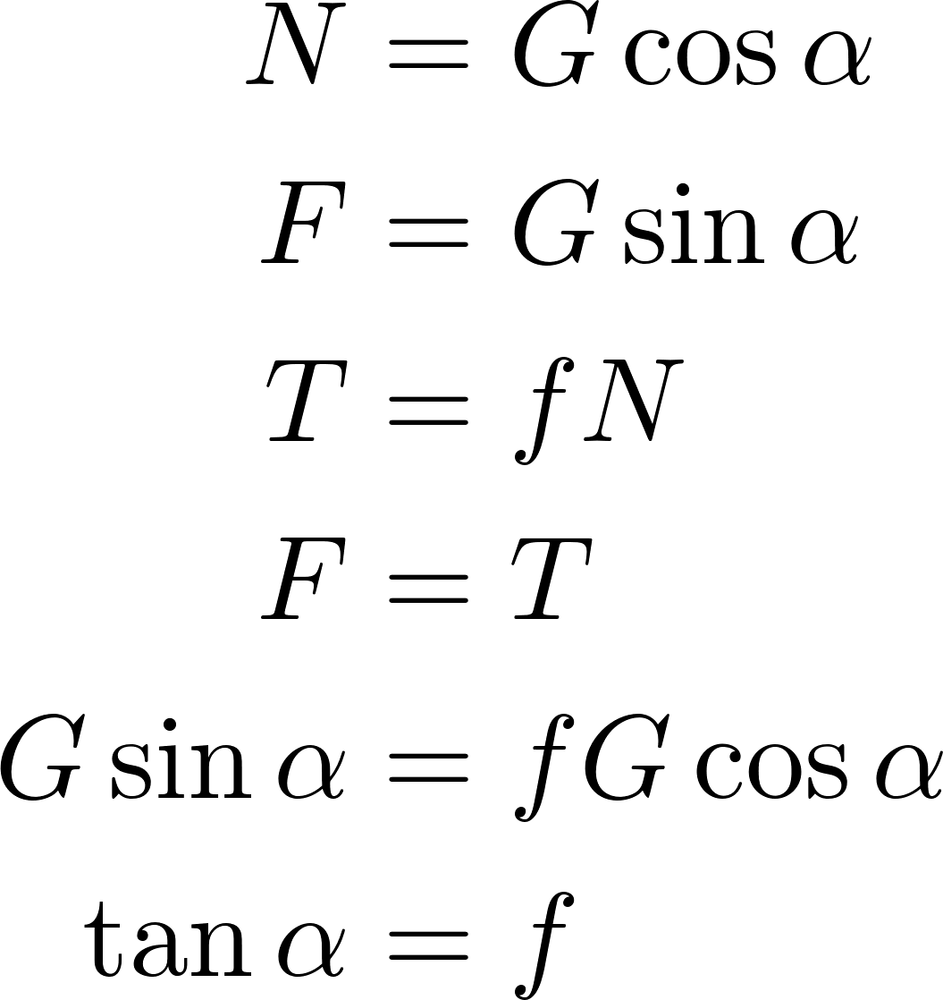 N = G cos α
F = G sin α
T = fN
F = T
G sin α = fG cos α
tan α = f